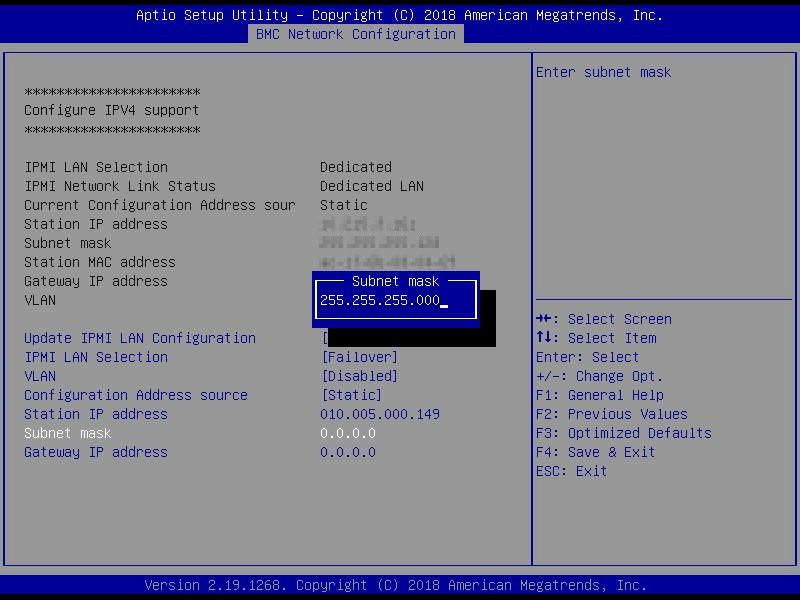 Aptio Setup Utility – Copyright (C) 2018 American Megatrends, Inc.
BMC Network Configuration
**********************
Configure IPV4 support
**********************
IPMI LAN Selection Dedicated
IPMI Network Link Status Dedicated LAN
Current Configuration Address sour Static
Station IP address
Subnet mask
Station MAC address
Gateway IP address
VLAN
Subnet mask
255.255.255.000_
Update IPMI LAN Configuration [
IPMI LAN Selection [Failover]
VLAN [Disabled]
Configuration Address source [Static]
Station IP address 010.005.000.149
Subnet mask 0.0.0.0
Gateway IP address 0.0.0.0
Enter subnet mask
→←: Select Screen
↑↓: Select Item
Enter: Select
+/-: Change Opt.
F1: General Help
F2: Previous Values
F3: Optimized Defaults
F4: Save & Exit
ESC: Exit
Version 2.19.1268. Copyright (C) 2018 American Megatrends, Inc.